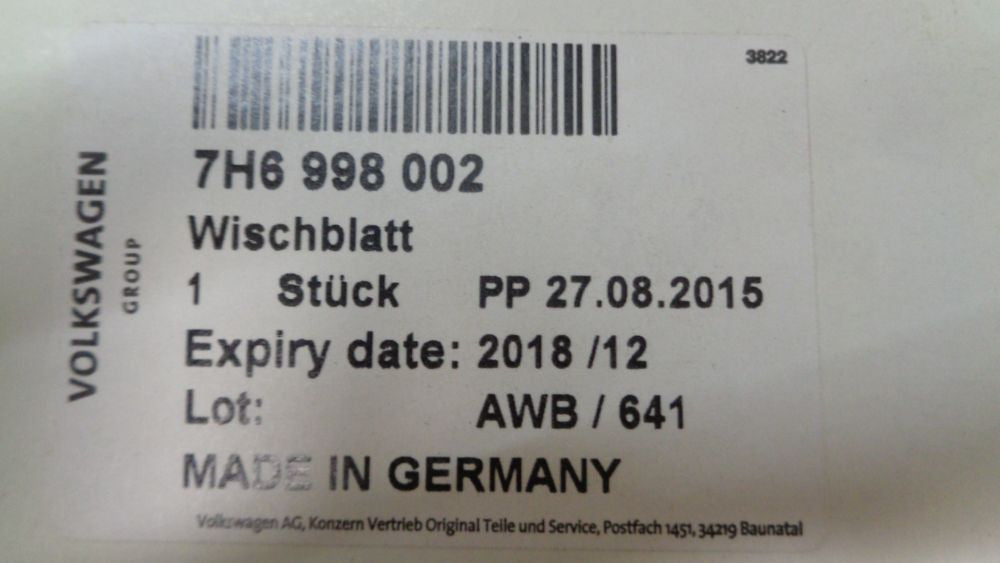 3822
7H6 998 002
Wischblatt
1 Stück PP 27.08.2015
Expiry date: 2018 /12
Lot: AWB / 641
MADE IN GERMANY
Volkswagen AG, Konzern Vertrieb Original Teile und Service, Postfach 1451, 34219 Baunatal
VOLKSWAGEN
GROUP